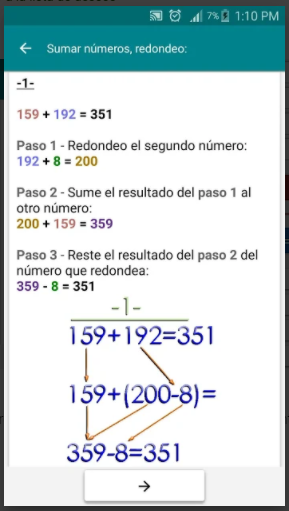 7% 1:10 PM
Sumar números, redondeo:
-1-
159 + 192 = 351
Paso 1 - Redondeo el segundo número:
192 + 8 = 200
Paso 2 - Sume el resultado del paso 1 al
otro número:
200 + 159 = 359
Paso 3 - Reste el resultado del paso 2 del
número que redondea:
359 - 8 = 351
-1-
159+192=351
159+(200-8)=
359-8=351